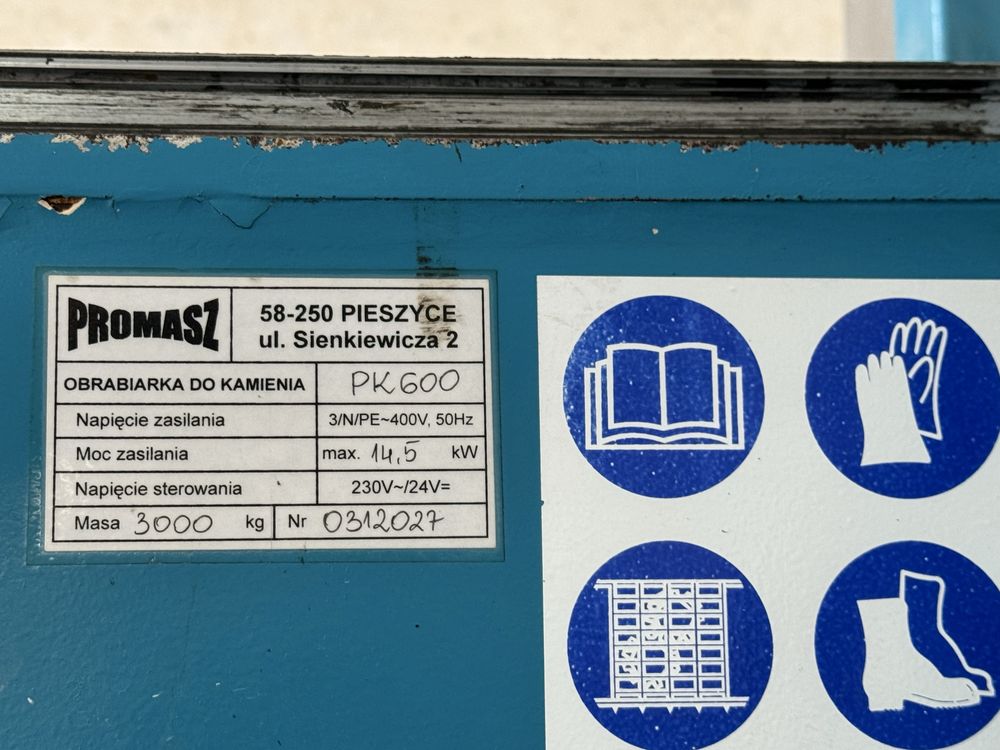 PROMASZ
58-250 PIESZYCE
ul. Sienkiewicza 2
OBRABIARKA DO KAMIENIA PK600
Napięcie zasilania 3/N/PE~400V, 50Hz
Moc zasilania max. 14,5 kW
Napięcie sterowania 230V~/24V=
Masa 3000 kg Nr 0312027